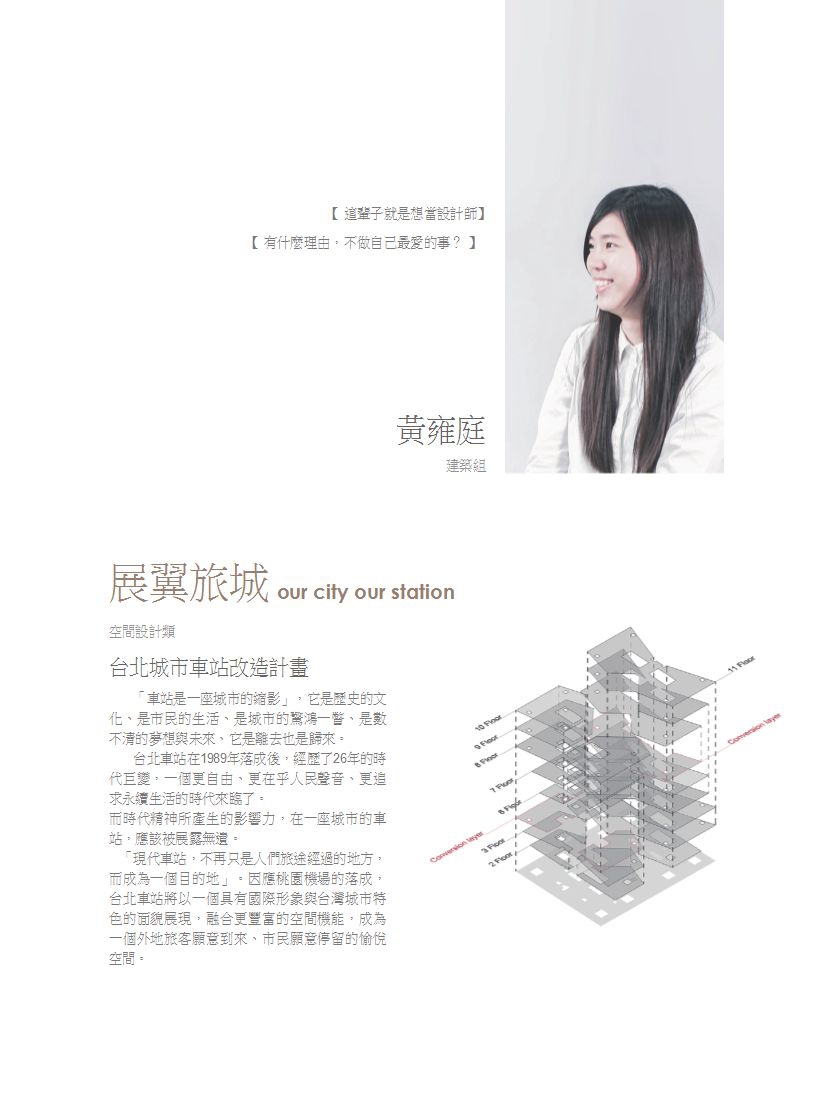 【 這輩子就是想當設計師】
【 有什麼理由，不做自己最愛的事？ 】
黃雍庭
建築組
展翼旅城 our city our station
空間設計類
台北城市車站改造計畫
「車站是一座城市的縮影」，它是歷史的文
化、是市民的生活、是城市的驚鴻一瞥、是數
不清的夢想與未來、它是離去也是歸來。
台北車站在1989年落成後，經歷了26年的時
代巨變，一個更自由、更在乎人民聲音、更追
求永續生活的時代來臨了。
而時代精神所產生的影響力，在一座城市的車
站，應該被展露無遺。
「現代車站，不再只是人們旅途經過的地方，
而成為一個目的地」。因應桃園機場的落成，
台北車站將以一個具有國際形象與台灣城市特
色的面貌展現，融合更豐富的空間機能，成為
一個外地旅客願意到來、市民願意停留的愉悅
空間。
11 Floor
Conversion layer
10 Floor
9 Floor
8 Floor
7 Floor
6 Floor
Conversion layer
3 Floor
2 Floor